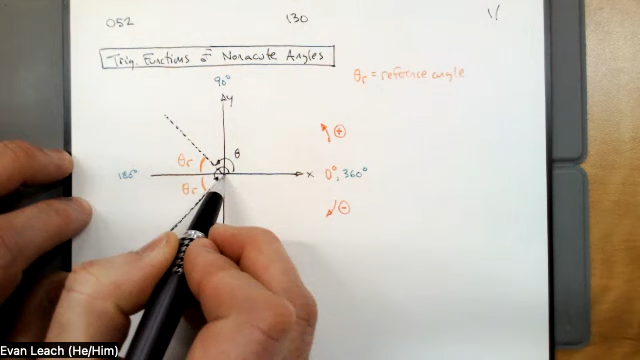 052
130
Trig. Functions of Nonacute Angles
θr = reference angle
90°
y
θ
θr
180°
x
0°, 360°
θr
Evan Leach (He/Him)